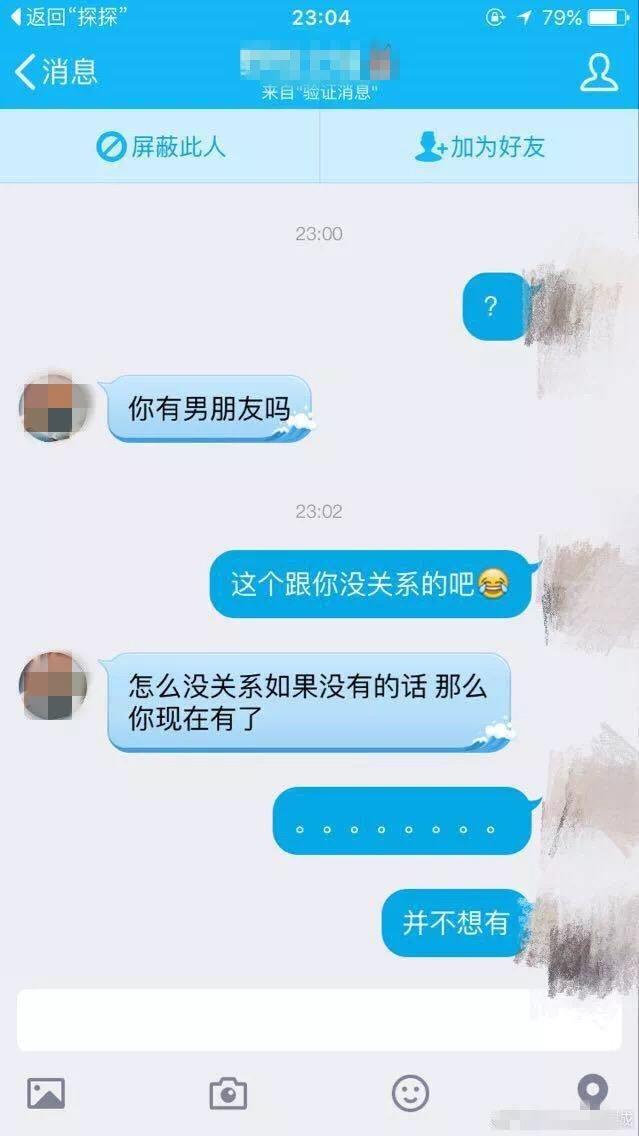 返回“探探”
23:04
79%
消息
来自"验证消息"
屏蔽此人
加为好友
23:00
?
你有男朋友吗
23:02
这个跟你没关系的吧😂
怎么没关系如果没有的话 那么
你现在有了
。。。。。。。。
并不想有
城